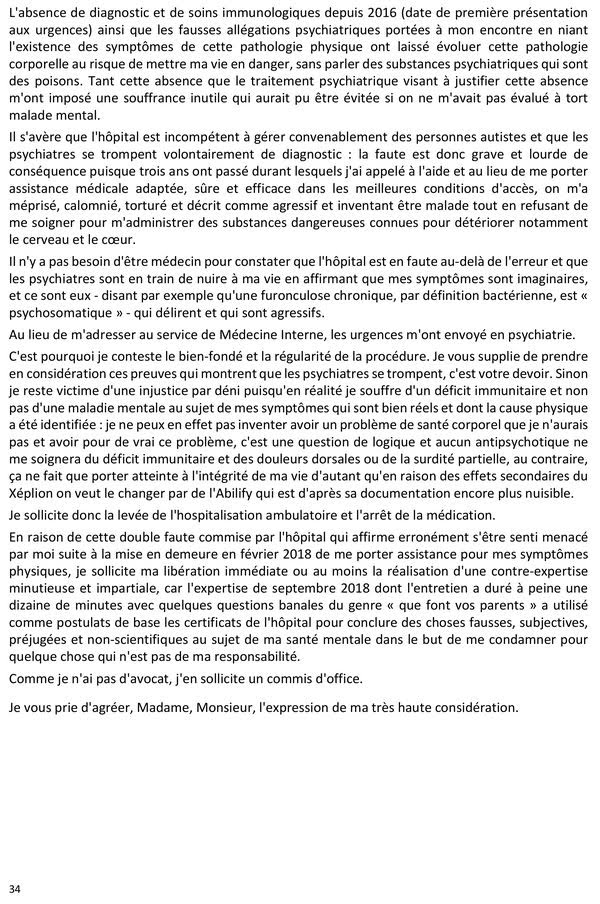 L'absence de diagnostic et de soins immunologiques depuis 2016 (date de première présentation
aux urgences) ainsi que les fausses allégations psychiatriques portées à mon encontre en niant
l'existence des symptômes de cette pathologie physique ont laissé évoluer cette pathologie
corporelle au risque de mettre ma vie en danger, sans parler des substances psychiatriques qui sont
des poisons. Tant cette absence que le traitement psychiatrique visant à justifier cette absence
m'ont imposé une souffrance inutile qui aurait pu être évitée si on ne m'avait pas évalué à tort
malade mental.
Il s'avère que l'hôpital est incompétent à gérer convenablement des personnes autistes et que les
psychiatres se trompent volontairement de diagnostic : la faute est donc grave et lourde de
conséquence puisque trois ans ont passé durant lesquels j'ai appelé à l'aide et au lieu de me porter
assistance médicale adaptée, sûre et efficace dans les meilleures conditions d'accès, on m'a
méprisé, calomnié, torturé et décrit comme agressif et inventant être malade tout en refusant de
me soigner pour m'administrer des substances dangereuses connues pour détériorer notamment
le cerveau et le cœur.
Il n'y a pas besoin d'être médecin pour constater que l'hôpital est en faute au-delà de l'erreur et que
les psychiatres sont en train de nuire à ma vie en affirmant que mes symptômes sont imaginaires,
et ce sont eux - disant par exemple qu'une furonculose chronique, par définition bactérienne, est «
psychosomatique » - qui délirent et qui sont agressifs.
Au lieu de m'adresser au service de Médecine Interne, les urgences m'ont envoyé en psychiatrie.
C'est pourquoi je conteste le bien-fondé et la régularité de la procédure. Je vous supplie de prendre
en considération ces preuves qui montrent que les psychiatres se trompent, c'est votre devoir. Sinon
je reste victime d'une injustice par déni puisqu'en réalité je souffre d'un déficit immunitaire et non
pas d'une maladie mentale au sujet de mes symptômes qui sont bien réels et dont la cause physique
a été identifiée : je ne peux en effet pas inventer avoir un problème de santé corporel que je n'aurais
pas et avoir pour de vrai ce problème, c'est une question de logique et aucun antipsychotique ne
me soignera du déficit immunitaire et des douleurs dorsales ou de la surdité partielle, au contraire,
ça ne fait que porter atteinte à l'intégrité de ma vie d'autant qu'en raison des effets secondaires du
Xéplion on veut le changer par de l'Abilify qui est d'après sa documentation encore plus nuisible.
Je sollicite donc la levée de l'hospitalisation ambulatoire et l'arrêt de la médication.
En raison de cette double faute commise par l'hôpital qui affirme erronément s'être senti menacé
par moi suite à la mise en demeure en février 2018 de me porter assistance pour mes symptômes
physiques, je sollicite ma libération immédiate ou au moins la réalisation d'une contre-expertise
minutieuse et impartiale, car l'expertise de septembre 2018 dont l'entretien a duré à peine une
dizaine de minutes avec quelques questions banales du genre « que font vos parents » a utilisé
comme postulats de base les certificats de l'hôpital pour conclure des choses fausses, subjectives,
préjugées et non-scientifiques au sujet de ma santé mentale dans le but de me condamner pour
quelque chose qui n'est pas de ma responsabilité.
Comme je n'ai pas d'avocat, j'en sollicite un commis d'office.
Je vous prie d'agréer, Madame, Monsieur, l'expression de ma très haute considération.
34